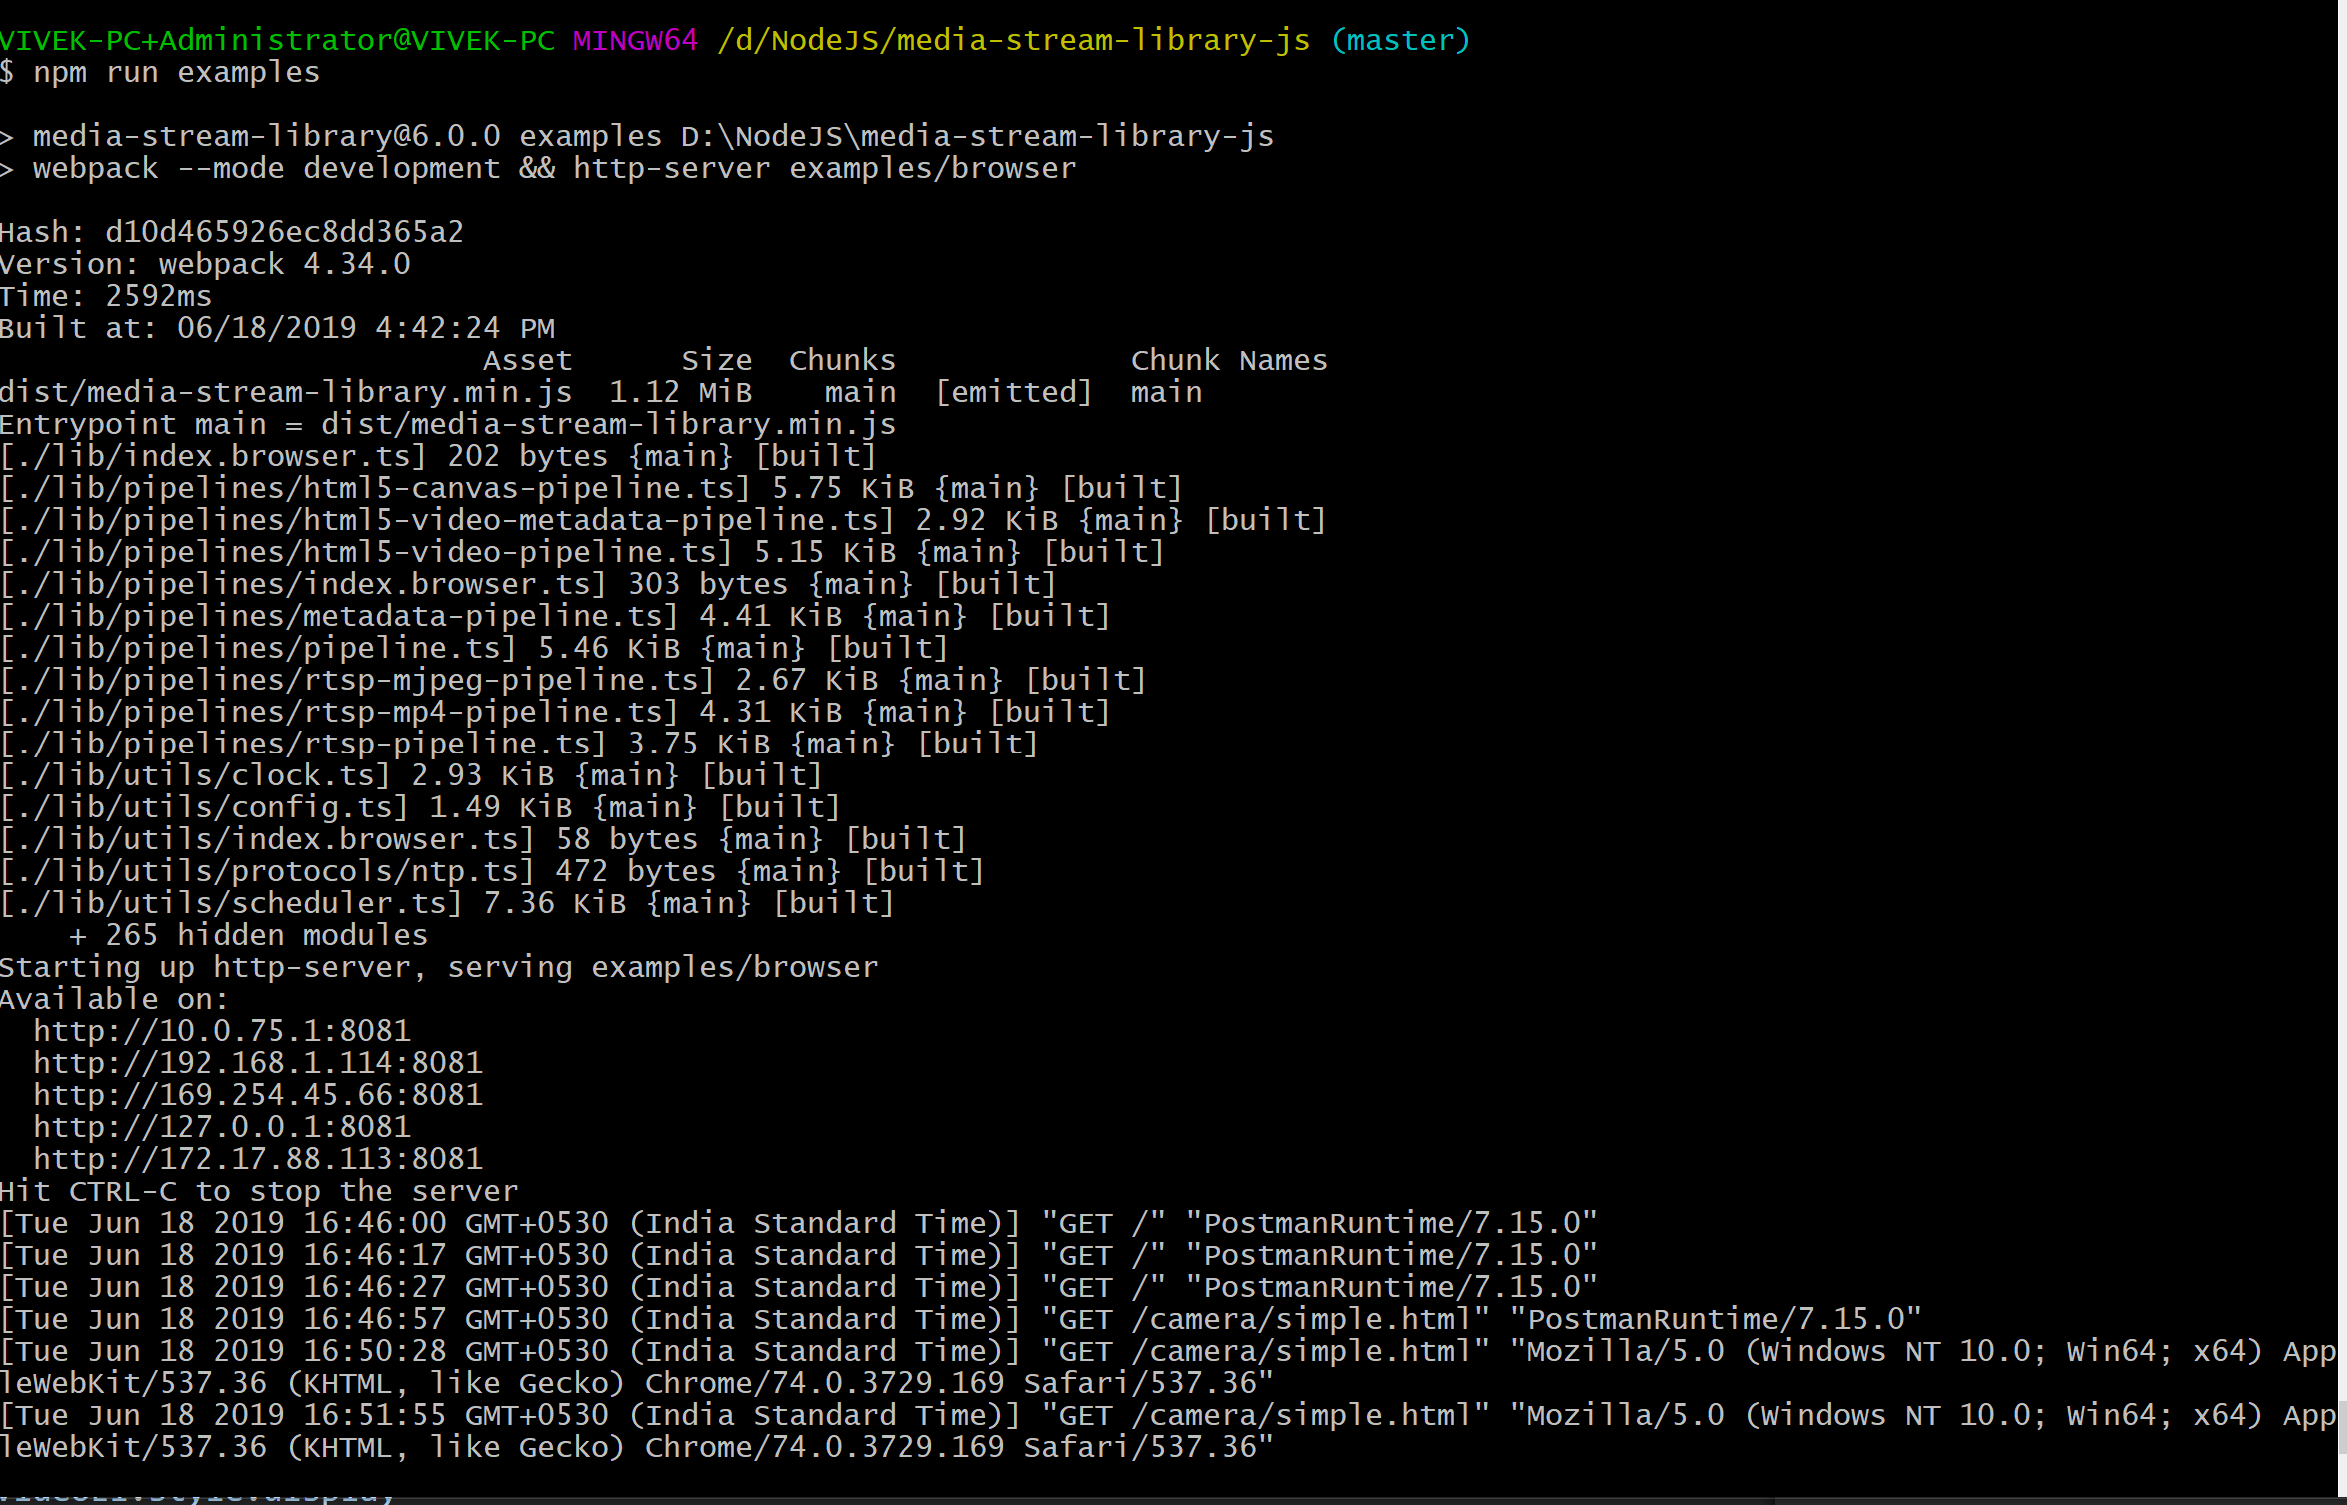 VIVEK-PC+Administrator@VIVEK-PC MINGW64 /d/NodeJS/media-stream-library-js (master)
$ npm run examples
> media-stream-library@6.0.0 examples D:\NodeJS\media-stream-library-js
> webpack --mode development && http-server examples/browser
Hash: d10d465926ec8dd365a2
Version: webpack 4.34.0
Time: 2592ms
Built at: 06/18/2019 4:42:24 PM
Asset Size Chunks Chunk Names
dist/media-stream-library.min.js 1.12 MiB main [emitted] main
Entrypoint main = dist/media-stream-library.min.js
[./lib/index.browser.ts] 202 bytes {main} [built]
[./lib/pipelines/html5-canvas-pipeline.ts] 5.75 KiB {main} [built]
[./lib/pipelines/html5-video-metadata-pipeline.ts] 2.92 KiB {main} [built]
[./lib/pipelines/html5-video-pipeline.ts] 5.15 KiB {main} [built]
[./lib/pipelines/index.browser.ts] 303 bytes {main} [built]
[./lib/pipelines/metadata-pipeline.ts] 4.41 KiB {main} [built]
[./lib/pipelines/pipeline.ts] 5.46 KiB {main} [built]
[./lib/pipelines/rtsp-mjpeg-pipeline.ts] 2.67 KiB {main} [built]
[./lib/pipelines/rtsp-mp4-pipeline.ts] 4.31 KiB {main} [built]
[./lib/pipelines/rtsp-pipeline.ts] 3.75 KiB {main} [built]
[./lib/utils/clock.ts] 2.93 KiB {main} [built]
[./lib/utils/config.ts] 1.49 KiB {main} [built]
[./lib/utils/index.browser.ts] 58 bytes {main} [built]
[./lib/utils/protocols/ntp.ts] 472 bytes {main} [built]
[./lib/utils/scheduler.ts] 7.36 KiB {main} [built]
+ 265 hidden modules
Starting up http-server, serving examples/browser
Available on:
http://10.0.75.1:8081
http://192.168.1.114:8081
http://169.254.45.66:8081
http://127.0.0.1:8081
http://172.17.88.113:8081
Hit CTRL-C to stop the server
[Tue Jun 18 2019 16:46:00 GMT+0530 (India Standard Time)] "GET /" "PostmanRuntime/7.15.0"
[Tue Jun 18 2019 16:46:17 GMT+0530 (India Standard Time)] "GET /" "PostmanRuntime/7.15.0"
[Tue Jun 18 2019 16:46:27 GMT+0530 (India Standard Time)] "GET /" "PostmanRuntime/7.15.0"
[Tue Jun 18 2019 16:46:57 GMT+0530 (India Standard Time)] "GET /camera/simple.html" "PostmanRuntime/7.15.0"
[Tue Jun 18 2019 16:50:28 GMT+0530 (India Standard Time)] "GET /camera/simple.html" "Mozilla/5.0 (Windows NT 10.0; Win64; x64) App
leWebKit/537.36 (KHTML, like Gecko) Chrome/74.0.3729.169 Safari/537.36"
[Tue Jun 18 2019 16:51:55 GMT+0530 (India Standard Time)] "GET /camera/simple.html" "Mozilla/5.0 (Windows NT 10.0; Win64; x64) App
leWebKit/537.36 (KHTML, like Gecko) Chrome/74.0.3729.169 Safari/537.36"